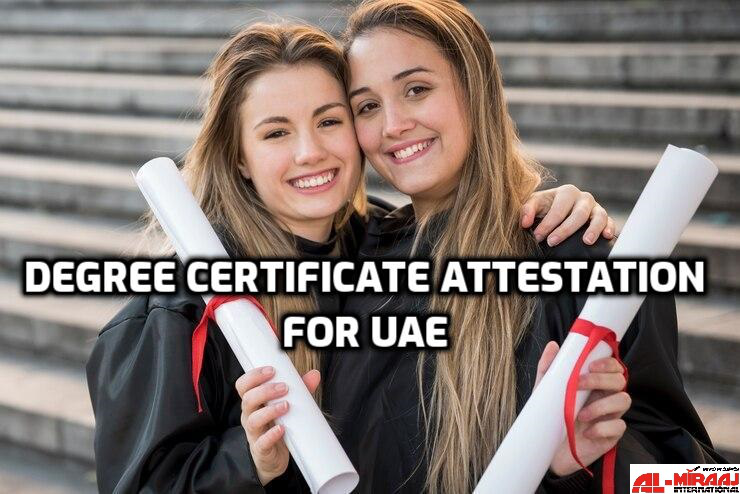 DEGREE CERTIFICATE ATTESTATION
FOR UAE
AL-MIRAAJ
INTERNATIONAL